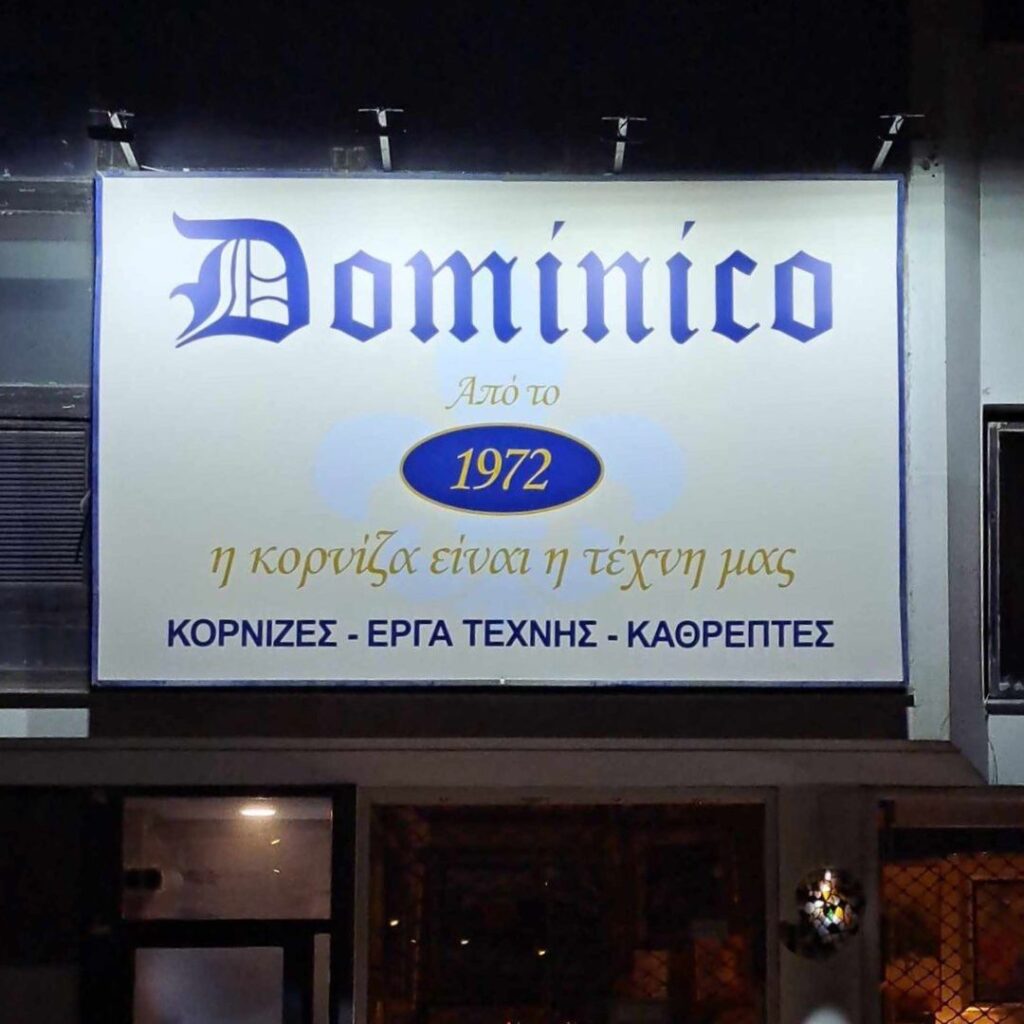 Dominico
Από το
1972
η κορνίζα είναι η τέχνη μας
ΚΟΡΝΙΖΕΣ - ΕΡΓΑ ΤΕΧΝΗΣ - ΚΑΘΡΕΠΤΕΣ